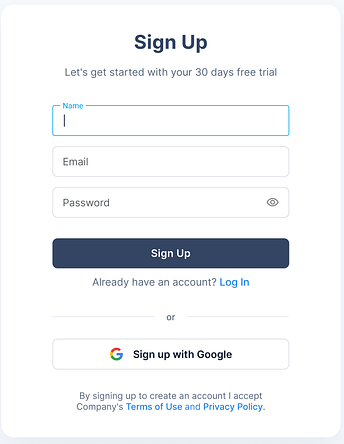 Sign Up
Let's get started with your 30 days free trial
Name
Email
Password
Sign Up
Already have an account? Log In
or
Sign up with Google
By signing up to create an account I accept
Company's Terms of Use and Privacy Policy.